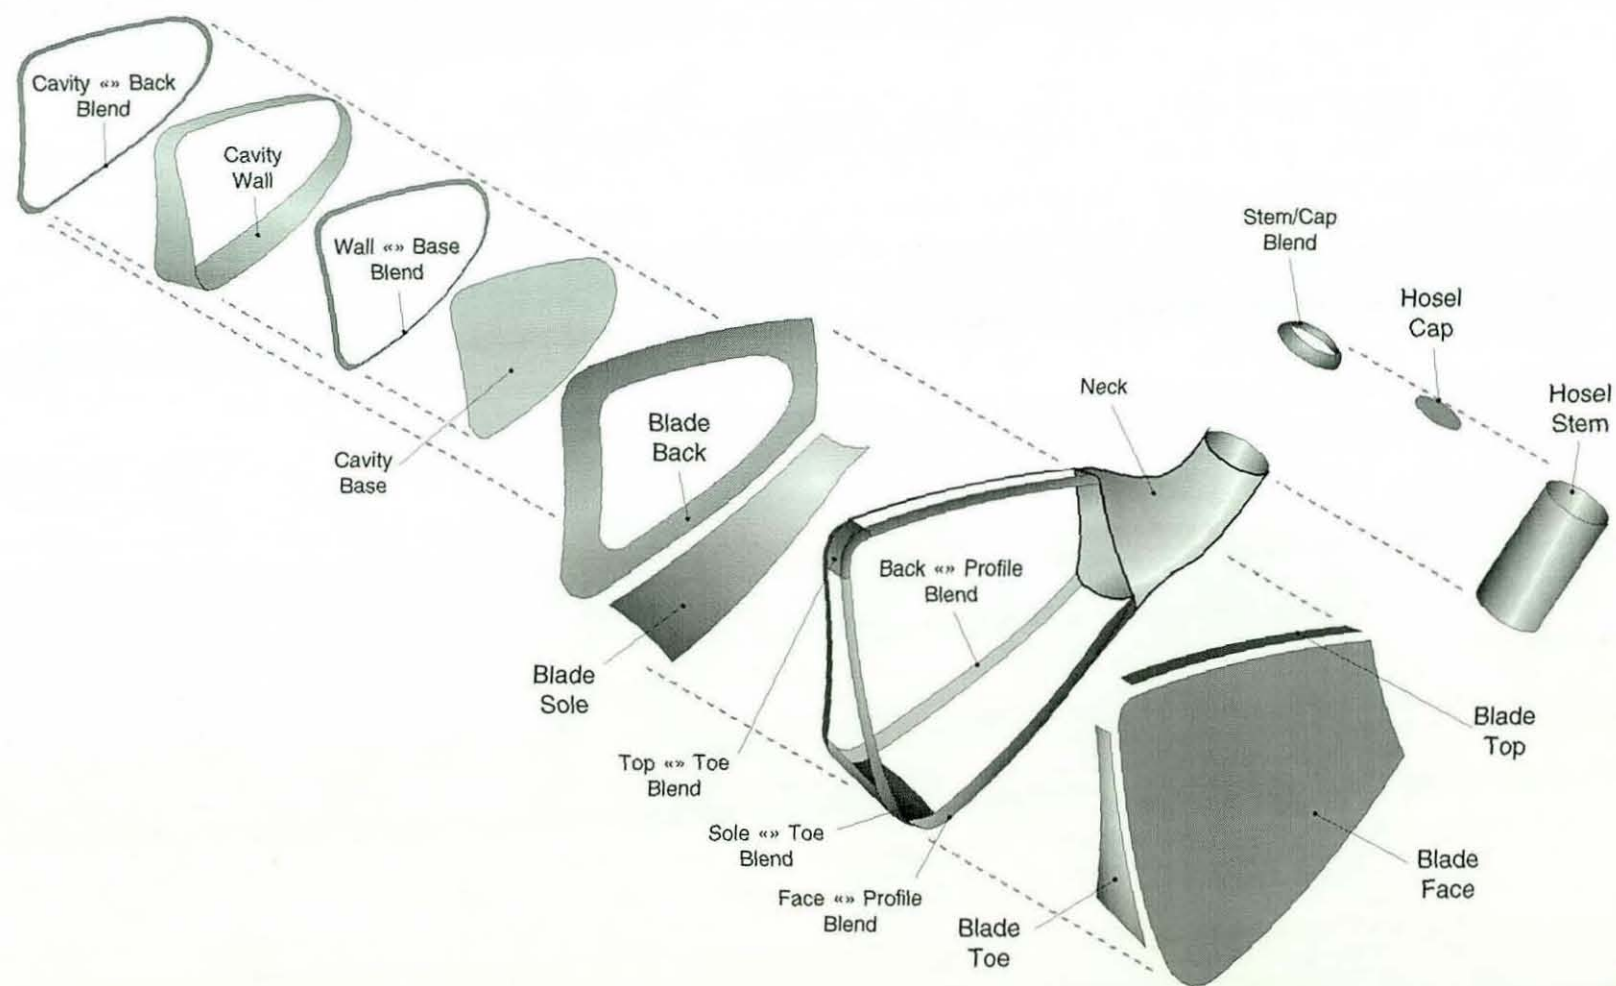 Cavity «» Back
Blend
Cavity
Wall
Wall «» Base
Blend
Cavity
Base
Blade
Back
Blade
Sole
Stem/Cap
Blend
Hosel
Cap
Hosel
Stem
Neck
Back «» Profile
Blend
Top «» Toe
Blend
Sole «» Toe
Blend
Face «» Profile
Blend
Blade
Toe
Blade
Top
Blade
Face